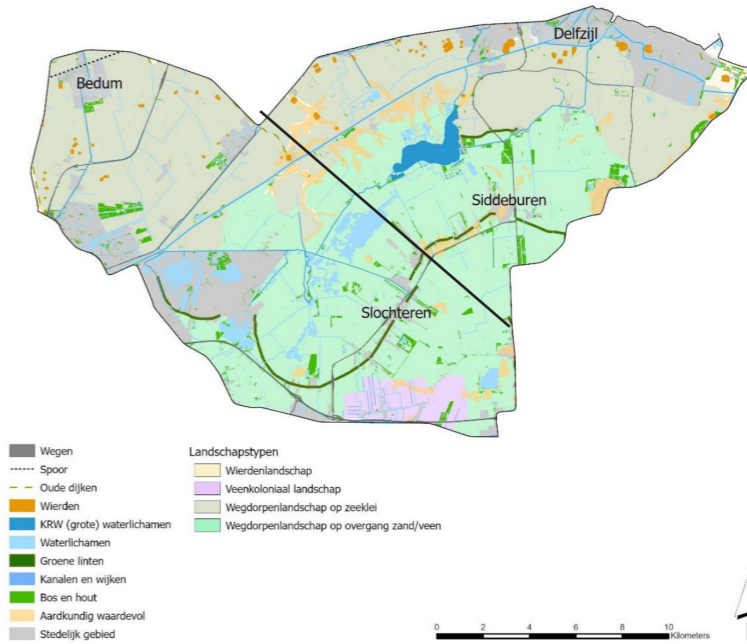 Delfzijl
Bedum
Siddeburen
Slochteren
Wegen
Spoor
Oude dijken
Wierden
KRW (grote) waterlichamen
Waterlichamen
Groene linten
Kanalen en wijken
Bos en hout
Aardkundig waardevol
Stedelijk gebied
Landschapstypen
Wierdenlandschap
Veenkoloniaal landschap
Wegdorpenlandschap op zeeklei
Wegdorpenlandschap op overgang zand/veen
0 2 4 6 8 10
Kilometers